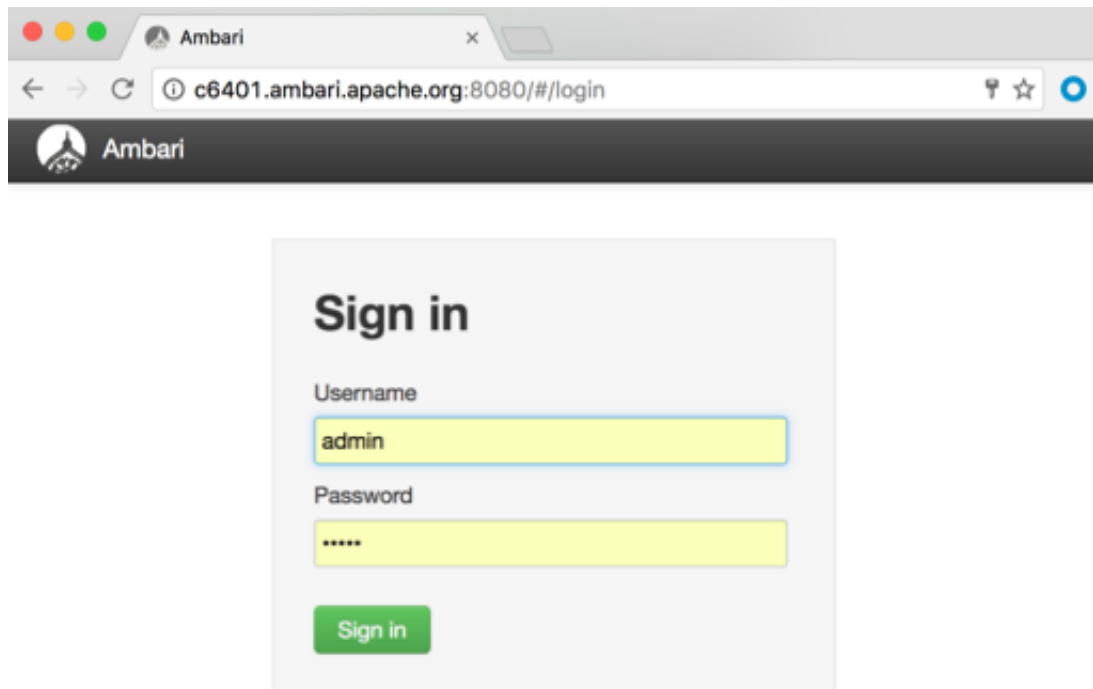 Ambari
c6401.ambari.apache.org:8080/#/login
Ambari
Sign in
Username
admin
Password
•••••
Sign in